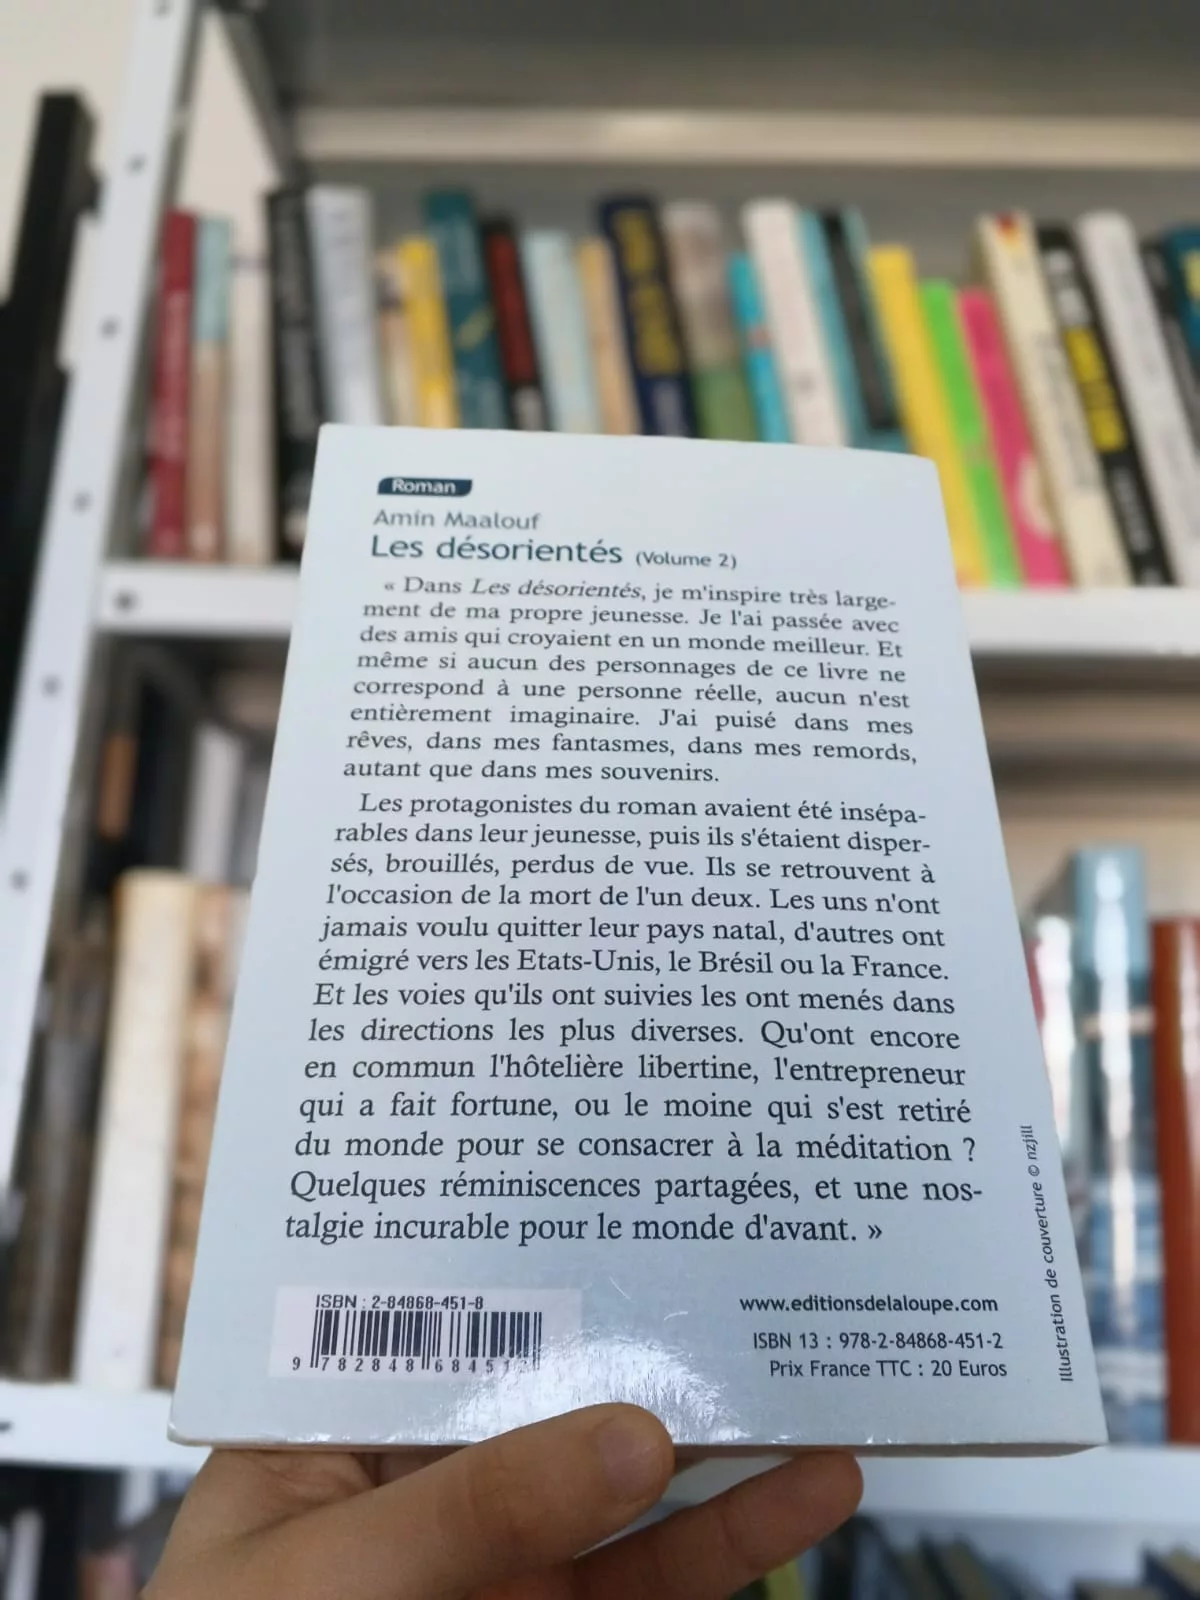 Roman
Amin Maalouf
Les désorientés (Volume 2)
« Dans Les désorientés, je m'inspire très large-
ment de ma propre jeunesse. Je l'ai passée avec
des amis qui croyaient en un monde meilleur. Et
même si aucun des personnages de ce livre ne
correspond à une personne réelle, aucun n'est
entièrement imaginaire. J'ai puisé dans mes
rêves, dans mes fantasmes, dans mes remords,
autant que dans mes souvenirs.
Les protagonistes du roman avaient été insépa-
rables dans leur jeunesse, puis ils s'étaient disper-
sés, brouillés, perdus de vue. Ils se retrouvent à
l'occasion de la mort de l'un deux. Les uns n'ont
jamais voulu quitter leur pays natal, d'autres ont
émigré vers les Etats-Unis, le Brésil ou la France.
Et les voies qu'ils ont suivies les ont menés dans
les directions les plus diverses. Qu'ont encore
en commun l'hôtelière libertine, l'entrepreneur
qui a fait fortune, ou le moine qui s'est retiré
du monde pour se consacrer à la méditation ?
Quelques réminiscences partagées, et une nos-
talgie incurable pour le monde d'avant. »
ISBN : 2-84868-451-8
9 782848 684512
www.editionsdelaloupe.com
ISBN 13 : 978-2-84868-451-2
Prix France TTC : 20 Euros
Illustration de couverture © nzjill